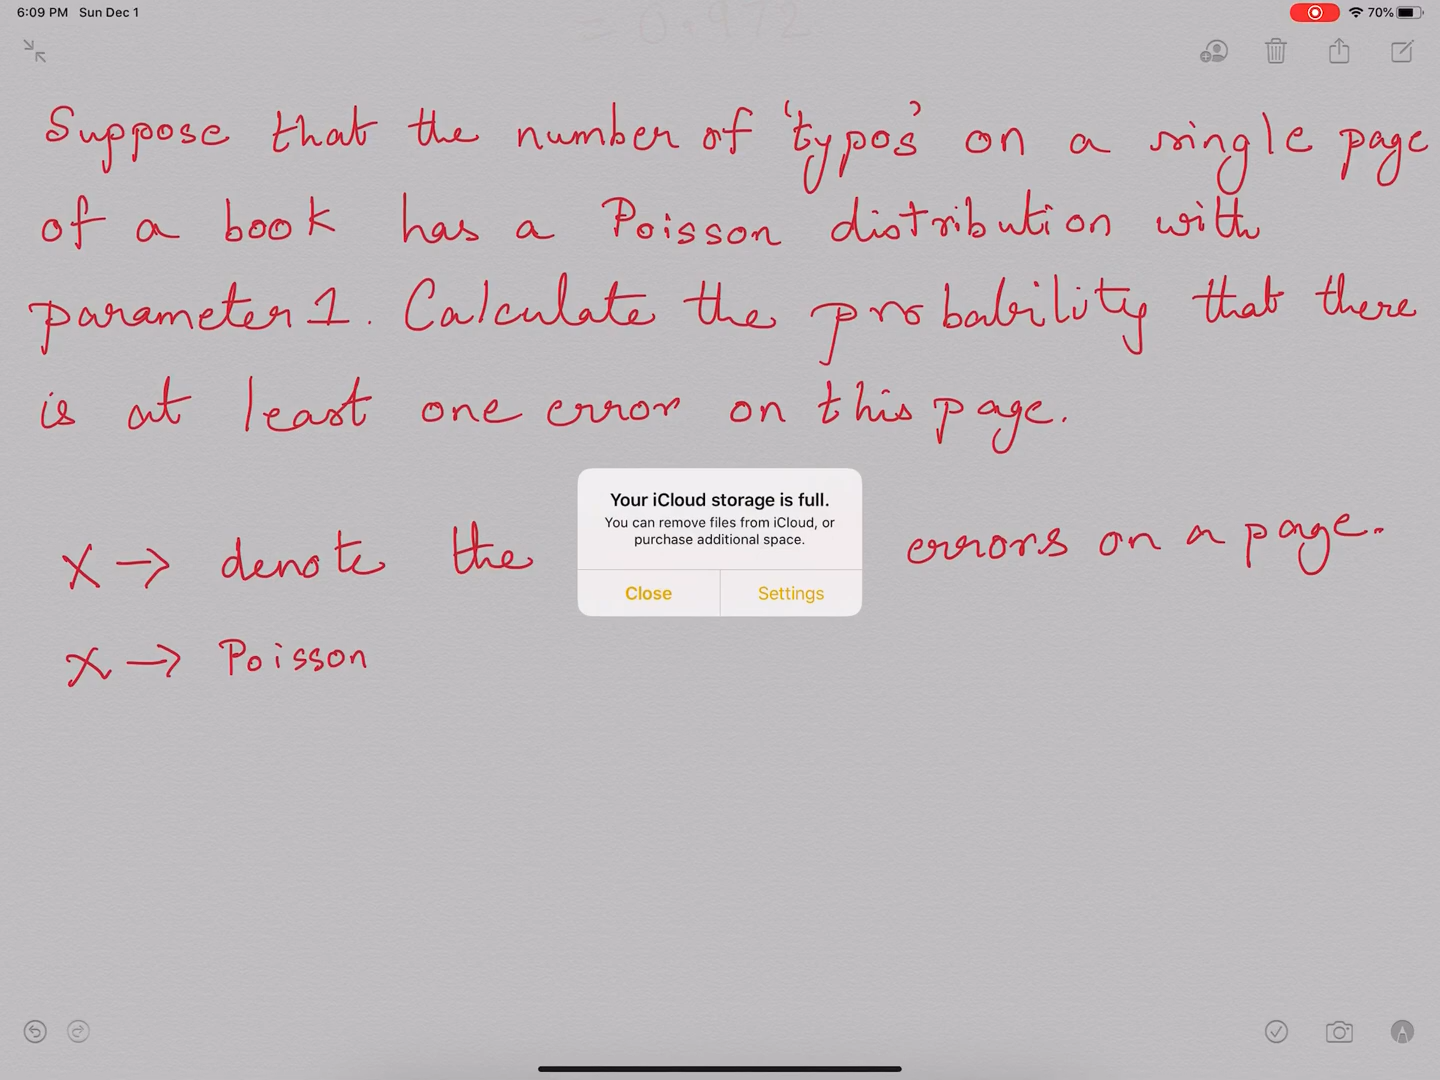 6:09 PM Sun Dec 1
70%
Suppose that the number of 'typos' on a single page
of a book has a Poisson distribution with
parameter 1. Calculate the probability that there
is at least one error on this page.
Your iCloud storage is full.
You can remove files from iCloud, or
purchase additional space.
Close Settings
X → denote the errors on a page.
X → Poisson